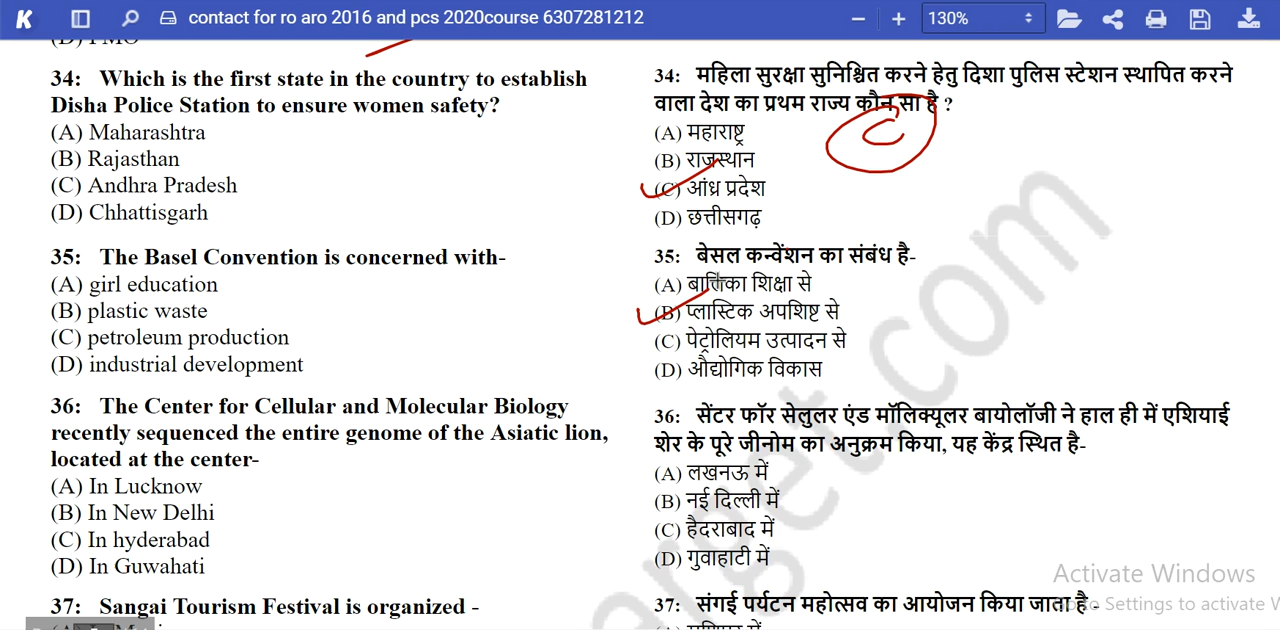 contact for ro aro 2016 and pcs 2020course 6307281212
130%
34: Which is the first state in the country to establish
Disha Police Station to ensure women safety?
(A) Maharashtra
(B) Rajasthan
(C) Andhra Pradesh
(D) Chhattisgarh
35: The Basel Convention is concerned with-
(A) girl education
(B) plastic waste
(C) petroleum production
(D) industrial development
36: The Center for Cellular and Molecular Biology
recently sequenced the entire genome of the Asiatic lion,
located at the center-
(A) In Lucknow
(B) In New Delhi
(C) In hyderabad
(D) In Guwahati
37: Sangai Tourism Festival is organized -
34: महिला सुरक्षा सुनिश्चित करने हेतु दिशा पुलिस स्टेशन स्थापित करने
वाला देश का प्रथम राज्य कौन सा है ?
(A) महाराष्ट्र
(B) राजस्थान
(C) आंध्र प्रदेश
(D) छत्तीसगढ़
C
35: बेसल कन्वेंशन का संबंध है-
(A) बालिका शिक्षा से
(B) प्लास्टिक अपशिष्ट से
(C) पेट्रोलियम उत्पादन से
(D) औद्योगिक विकास
36: सेंटर फॉर सेलुलर एंड मॉलिक्यूलर बायोलॉजी ने हाल ही में एशियाई
शेर के पूरे जीनोम का अनुक्रम किया, यह केंद्र स्थित है-
(A) लखनऊ में
(B) नई दिल्ली में
(C) हैदराबाद में
(D) गुवाहाटी में
37: संगई पर्यटन महोत्सव का आयोजन किया जाता है -
arget.com
Activate Windows
Go to Settings to activate W